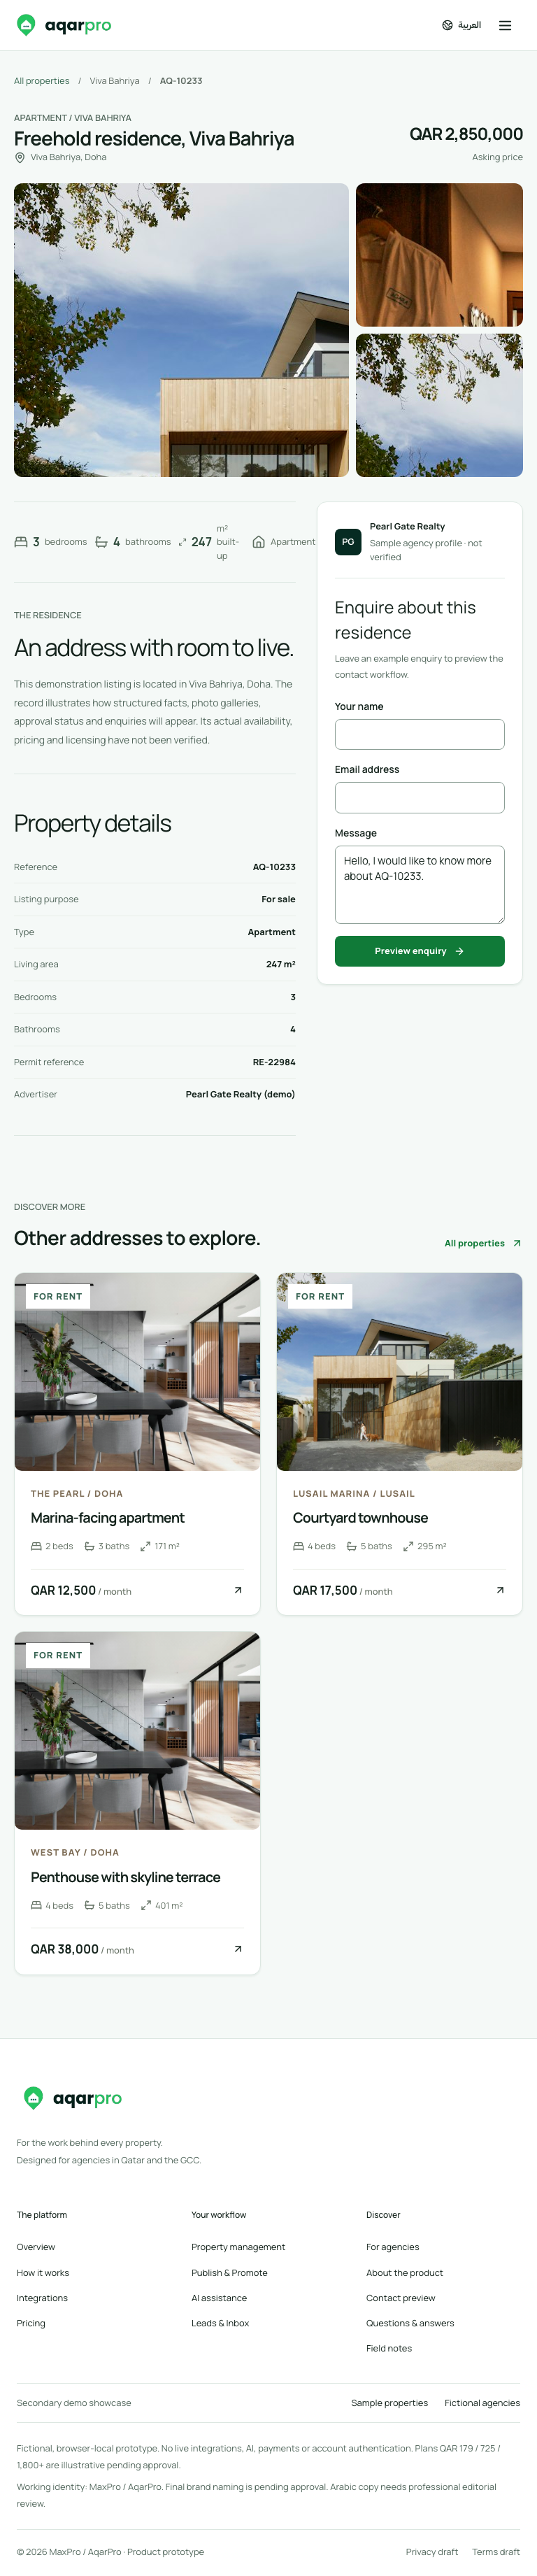 aqarpro
العربية
All properties / Viva Bahriya / AQ-10233
APARTMENT / VIVA BAHRIYA
Freehold residence, Viva Bahriya
Viva Bahriya, Doha
QAR 2,850,000
Asking price
3 bedrooms
4 bathrooms
247 m²
built-
up
Apartment
THE RESIDENCE
An address with room to live.
This demonstration listing is located in Viva Bahriya, Doha. The
record illustrates how structured facts, photo galleries,
approval status and enquiries will appear. Its actual availability,
pricing and licensing have not been verified.
Property details
Reference AQ-10233
Listing purpose For sale
Type Apartment
Living area 247 m²
Bedrooms 3
Bathrooms 4
Permit reference RE-22984
Advertiser Pearl Gate Realty (demo)
PG
Pearl Gate Realty
Sample agency profile · not
verified
Enquire about this
residence
Leave an example enquiry to preview the
contact workflow.
Your name
Email address
Message
Hello, I would like to know more
about AQ-10233.
Preview enquiry
DISCOVER MORE
Other addresses to explore.
All properties
FOR RENT
THE PEARL / DOHA
Marina-facing apartment
2 beds 3 baths 171 m²
QAR 12,500 / month
FOR RENT
LUSAIL MARINA / LUSAIL
Courtyard townhouse
4 beds 5 baths 295 m²
QAR 17,500 / month
FOR RENT
WEST BAY / DOHA
Penthouse with skyline terrace
4 beds 5 baths 401 m²
QAR 38,000 / month
aqarpro
For the work behind every property.
Designed for agencies in Qatar and the GCC.
The platform
Overview
How it works
Integrations
Pricing
Your workflow
Property management
Publish & Promote
AI assistance
Leads & Inbox
Discover
For agencies
About the product
Contact preview
Questions & answers
Field notes
Secondary demo showcase
Sample properties Fictional agencies
Fictional, browser-local prototype. No live integrations, AI, payments or account authentication. Plans QAR 179 / 725 /
1,800+ are illustrative pending approval.
Working identity: MaxPro / AqarPro. Final brand naming is pending approval. Arabic copy needs professional editorial
review.
© 2026 MaxPro / AqarPro · Product prototype
Privacy draft Terms draft